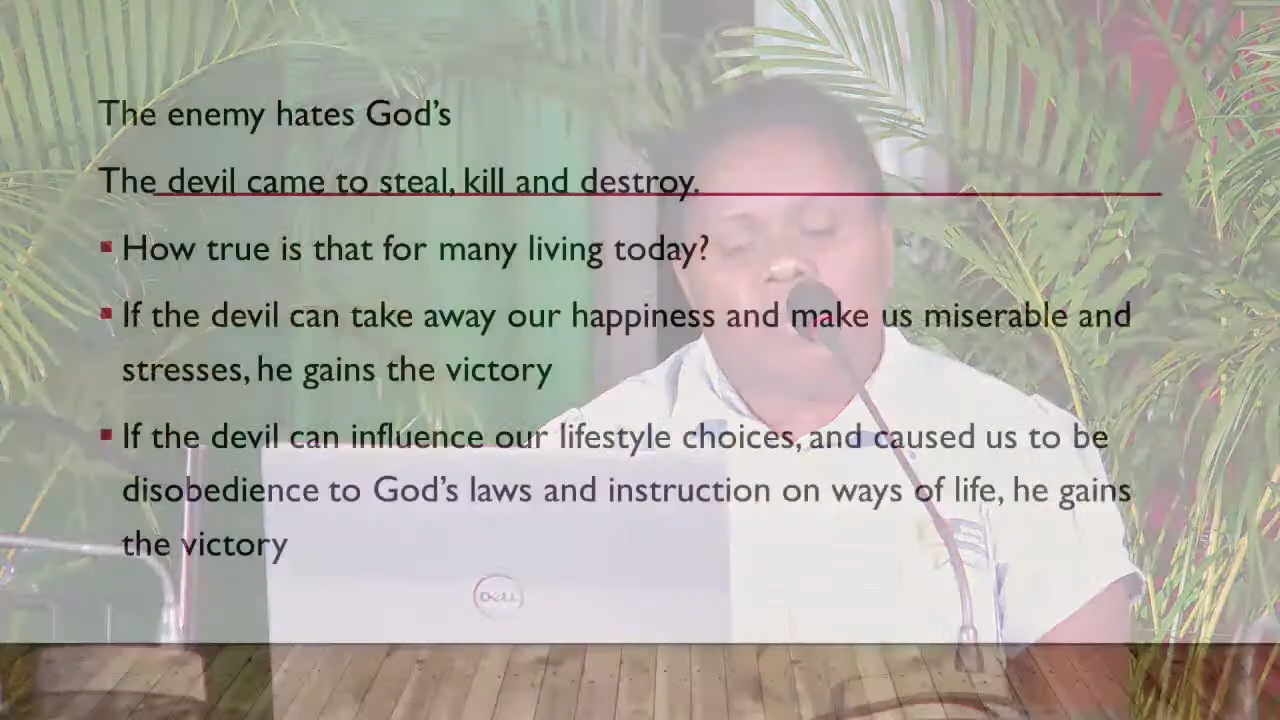 The enemy hates God's
The devil came to steal, kill and destroy.
How true is that for many living today?
If the devil can take away our happiness and make us miserable and
stresses, he gains the victory
If the devil can influence our lifestyle choices, and caused us to be
disobedience to God's laws and instruction on ways of life, he gains
the victory
DELL